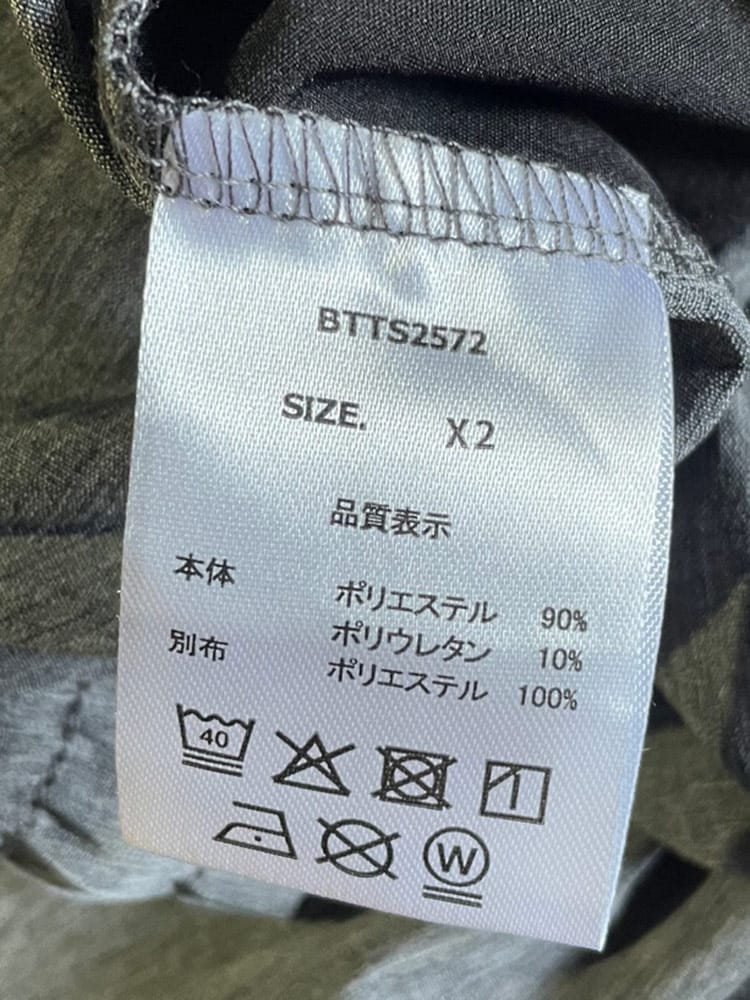 BTTS2572
SIZE. X2
品質表示
本体 ポリエステル 90%
ポリウレタン 10%
別布 ポリエステル 100%
40
W